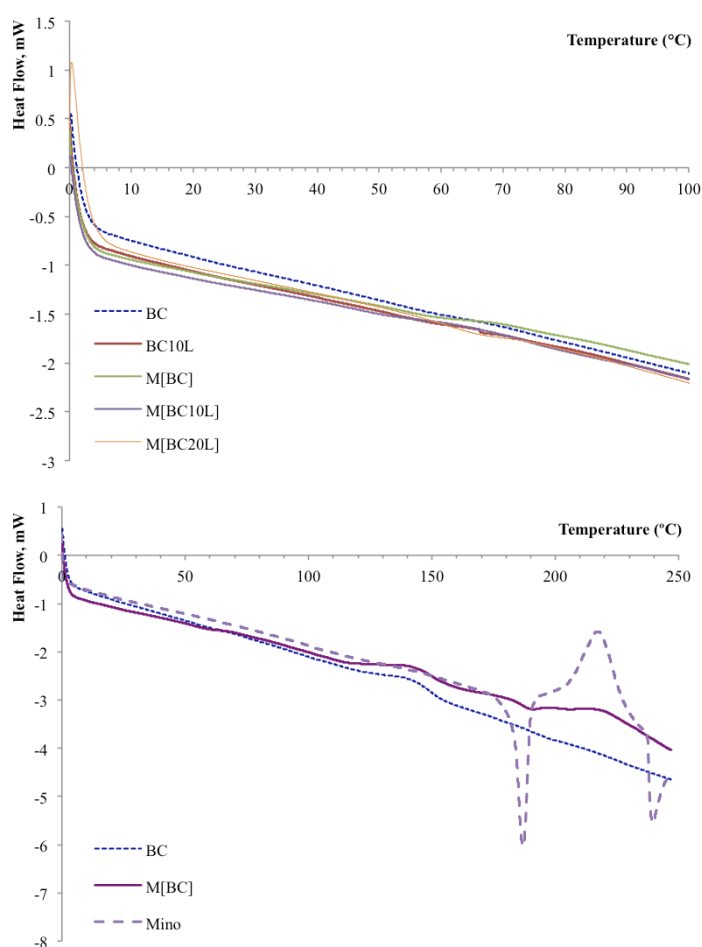 Heat Flow, mW
Temperature (°C)
1.5
1
0.5
0
-0.5
-1
-1.5
-2
-2.5
-3
0 10 20 30 40 50 60 70 80 90 100
BC
BC10L
M[BC]
M[BC10L]
M[BC20L]
Heat Flow, mW
Temperature (ºC)
1
0
-1
-2
-3
-4
-5
-6
-7
-8
0 50 100 150 200 250
BC
M[BC]
Mino